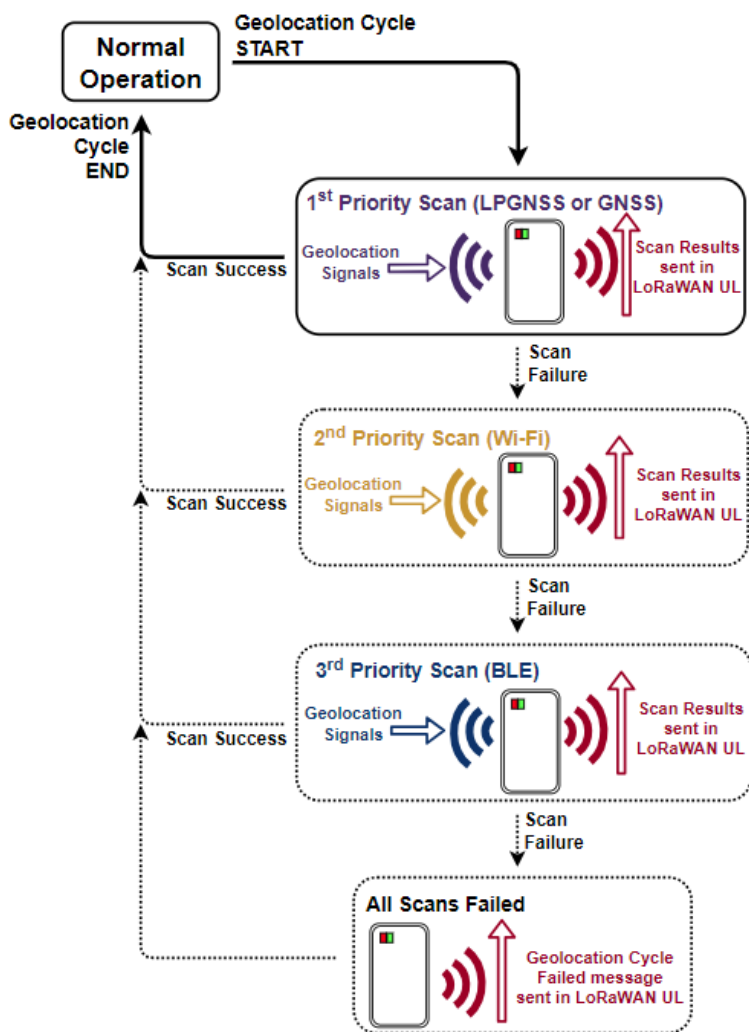 Geolocation Cycle
START
Normal
Operation
Geolocation
Cycle
END
1st Priority Scan (LPGNSS or GNSS)
Geolocation
Signals
Scan Results
sent in
LoRaWAN UL
Scan Success
Scan
Failure
2nd Priority Scan (Wi-Fi)
Geolocation
Signals
Scan Results
sent in
LoRaWAN UL
Scan Success
Scan
Failure
3rd Priority Scan (BLE)
Geolocation
Signals
Scan Results
sent in
LoRaWAN UL
Scan Success
Scan
Failure
All Scans Failed
Geolocation Cycle
Failed message
sent in LoRaWAN UL